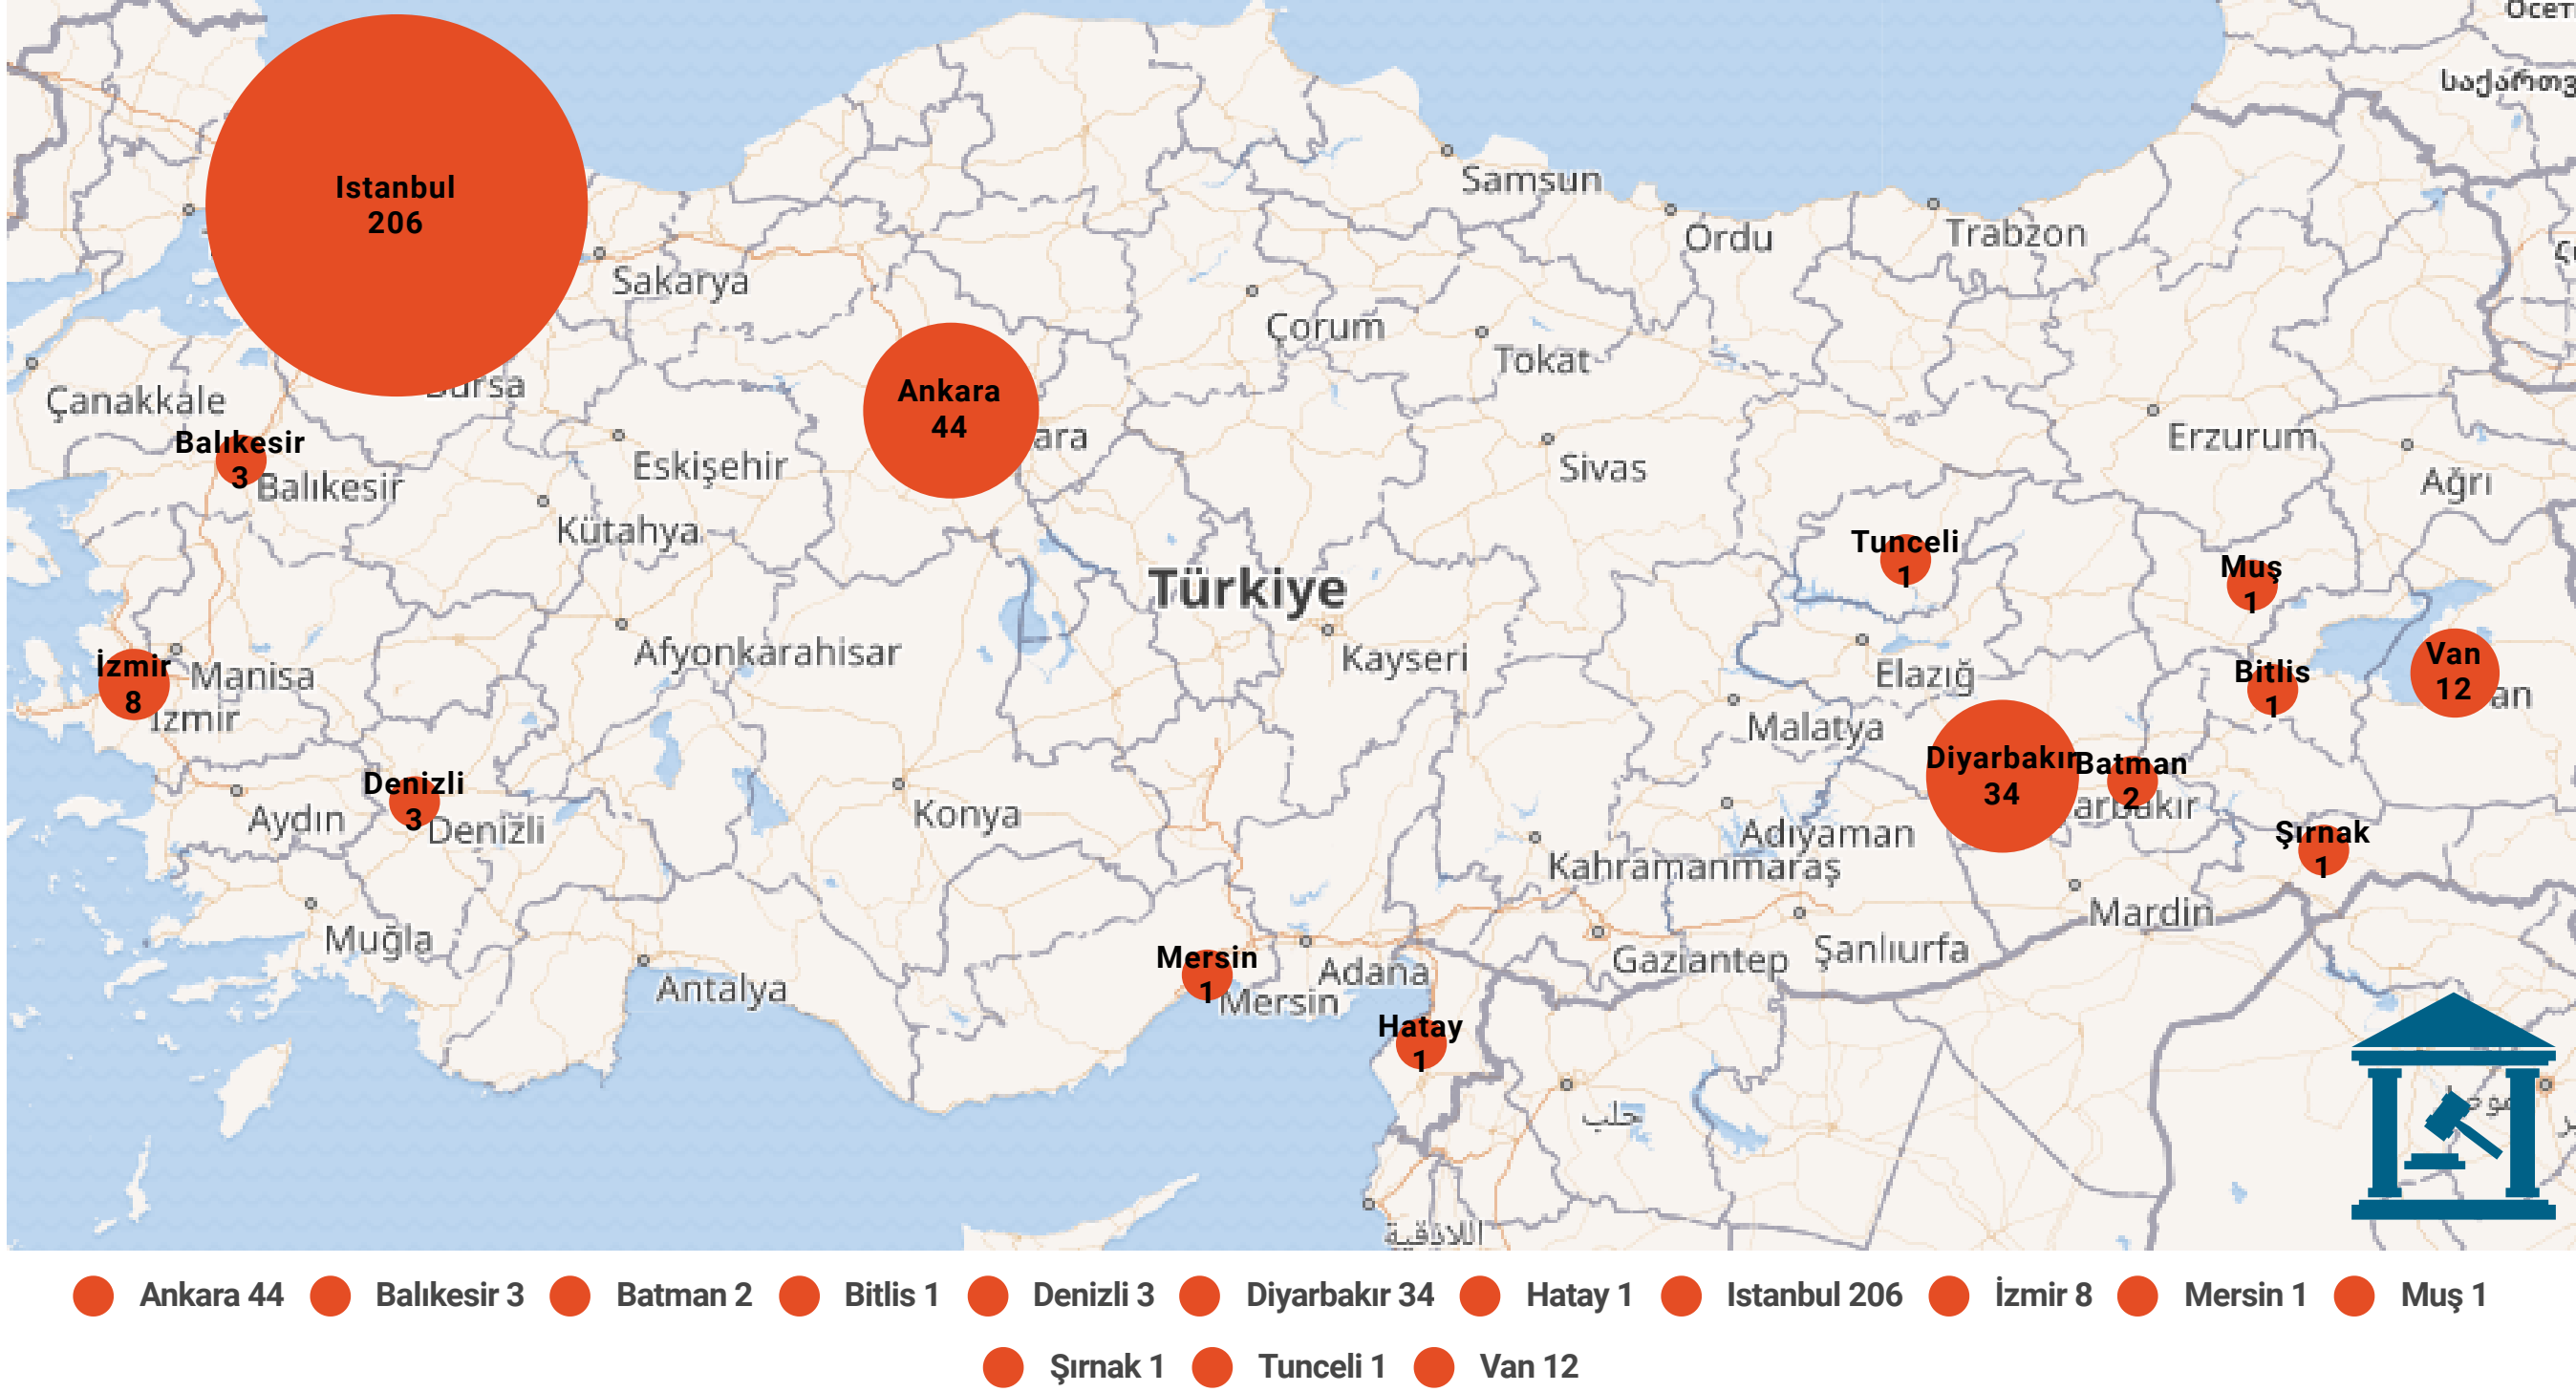 Осет
საქართვ
Istanbul
206
Samsun
Ordu
Trabzon
Sakarya
Çorum
Tokat
Çanakkale
Ankara
44
Balıkesir
3
Balıkesir
Eskişehir
Sivas
Erzurum
Ağrı
Kütahya
Tunceli
1
Muş
1
Türkiye
Afyonkarahisar
Kayseri
İzmir
8
Manisa
İzmir
Elazığ
Bitlis
1
Van
12
Malatya
Diyarbakır
34
Batman
2
Denizli
3
Denizli
Aydın
Konya
Adıyaman
Şırnak
1
Kahramanmaraş
Mardin
Muğla
Antalya
Mersin
1
Mersin
Adana
Gaziantep
Şanlıurfa
Hatay
1
حلب
اللاذقية
Ankara 44 Balıkesir 3 Batman 2 Bitlis 1 Denizli 3 Diyarbakır 34 Hatay 1 Istanbul 206 İzmir 8 Mersin 1 Muş 1
Şırnak 1 Tunceli 1 Van 12